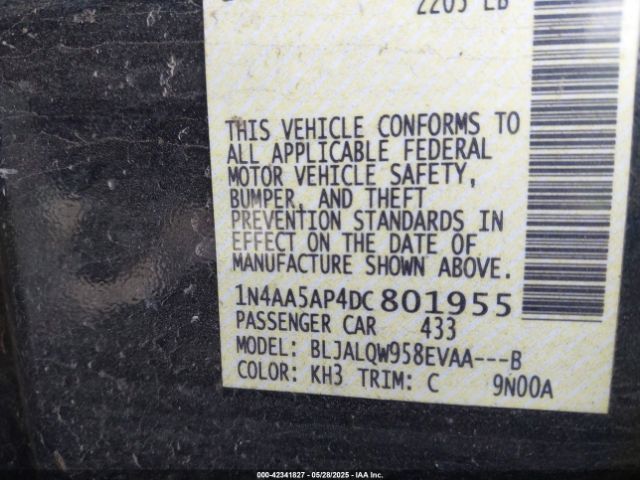 2205 LB
THIS VEHICLE CONFORMS TO
ALL APPLICABLE FEDERAL
MOTOR VEHICLE SAFETY,
BUMPER, AND THEFT
PREVENTION STANDARDS IN
EFFECT ON THE DATE OF
MANUFACTURE SHOWN ABOVE.
1N4AA5AP4DC801955
PASSENGER CAR 433
MODEL: BLJALQW958EVAA---B
COLOR: KH3 TRIM: C 9N00A
000-42341827 | 05/28/2025 | IAA Inc.